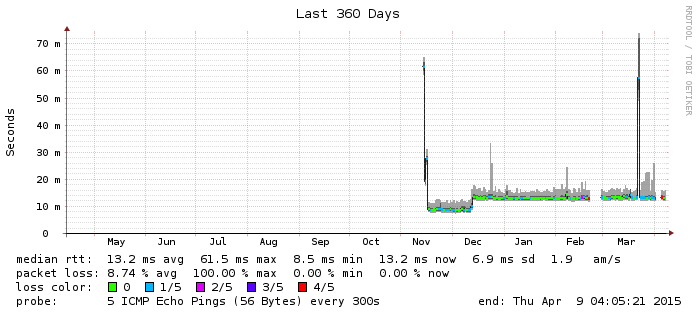 Last 360 Days
RRDTOOL / TOBI OETIKER
Seconds
70 m
60 m
50 m
40 m
30 m
20 m
10 m
0
May Jun Jul Aug Sep Oct Nov Dec Jan Feb Mar
median rtt: 13.2 ms avg 61.5 ms max 8.5 ms min 13.2 ms now 6.9 ms sd 1.9 am/s
packet loss: 8.74 % avg 100.00 % max 0.00 % min 0.00 % now
loss color: 0 1/5 2/5 3/5 4/5
probe: 5 ICMP Echo Pings (56 Bytes) every 300s end: Thu Apr 9 04:05:21 2015